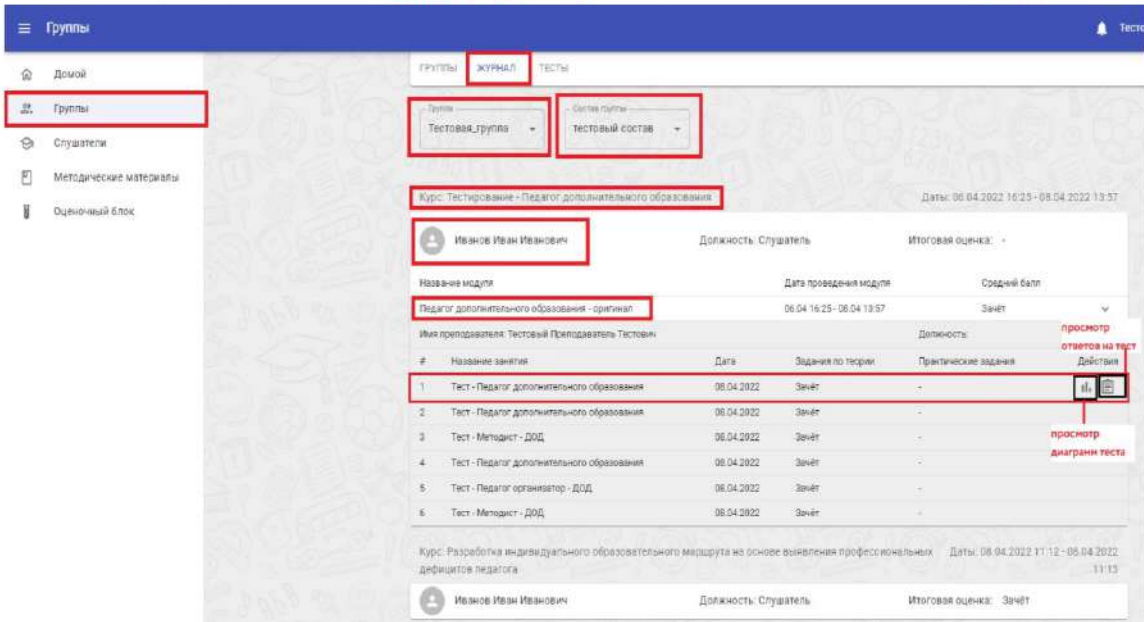 Группы
Тесто
Домой
Группы
Слушатели
Методические материалы
Оценочный блок
ГРУППЫ ЖУРНАЛ ТЕСТЫ
Группа
Тестовая_группа
Состав группы
тестовый состав
Курс: Тестирование - Педагог дополнительного образования Даты: 06.04.2022 16:25 - 08.04.2022 13:57
Иванов Иван Иванович Должность: Слушатель Итоговая оценка: -
Название модуля Дата проведения модуля Средний балл
Педагог дополнительного образования - оригинал 06.04 16:25 - 08.04 13:57 Зачёт
Имя преподавателя: Тестовый Преподаватель Тестович Должность:
просмотр
ответов на тест
# Название занятия Дата Задания по теории Практические задания Действия
1 Тест - Педагог дополнительного образования 08.04.2022 Зачёт -
2 Тест - Педагог дополнительного образования 08.04.2022 Зачёт -
3 Тест - Методист - ДОД 08.04.2022 Зачёт -
просмотр
диаграмм теста
4 Тест - Педагог дополнительного образования 08.04.2022 Зачёт -
5 Тест - Педагог организатор - ДОД 08.04.2022 Зачёт -
6 Тест - Методист - ДОД 08.04.2022 Зачёт -
Курс: Разработка индивидуального образовательного маршрута на основе выявления профессиональных Даты: 08.04.2022 11:12 - 08.04.2022
дефицитов педагога 11:15
Иванов Иван Иванович Должность: Слушатель Итоговая оценка: Зачёт